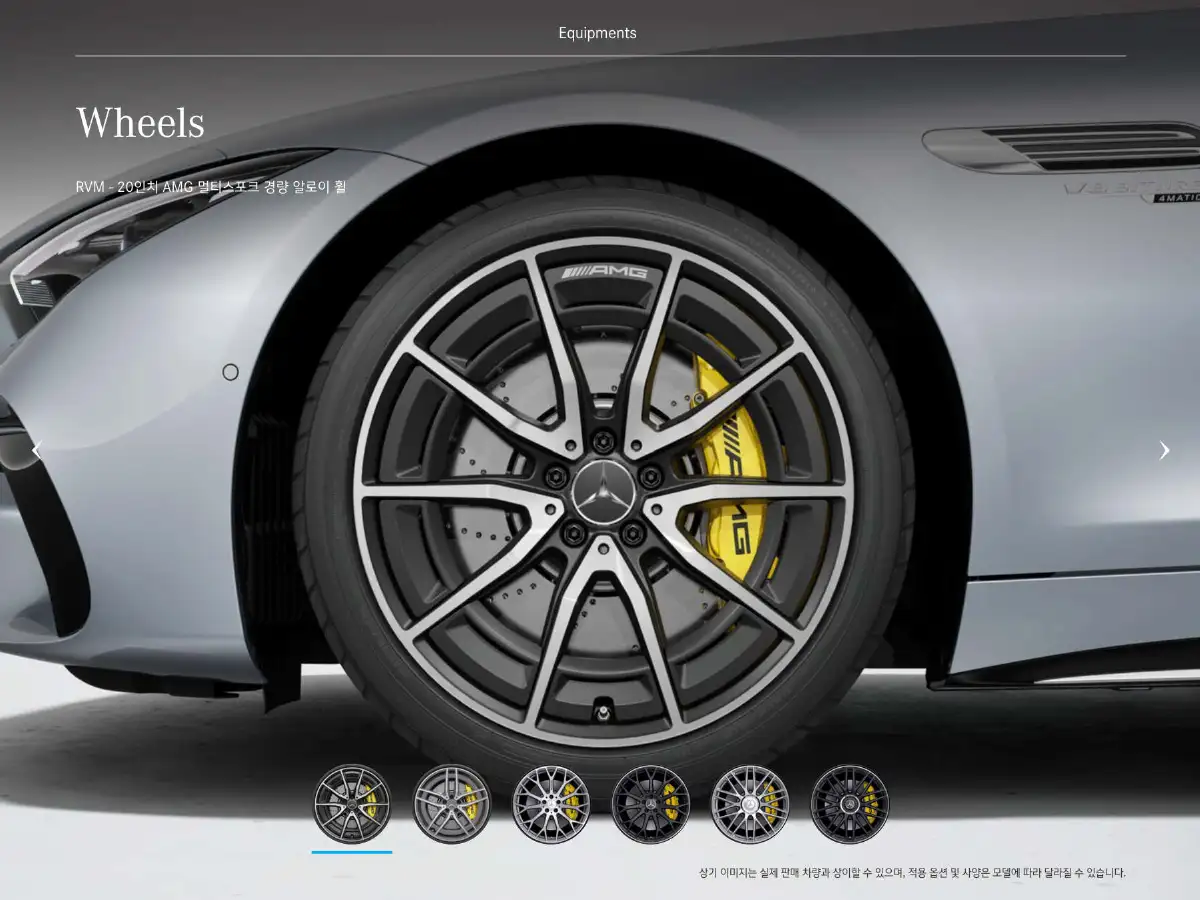 Equipments
Wheels
RVM - 20인치 AMG 멀티스포크 경량 알로이 휠
V8 BITURBO
4MATIC
AMG
AMG
상기 이미지는 실제 판매 차량과 상이할 수 있으며, 적용 옵션 및 사양은 모델에 따라 달라질 수 있습니다.